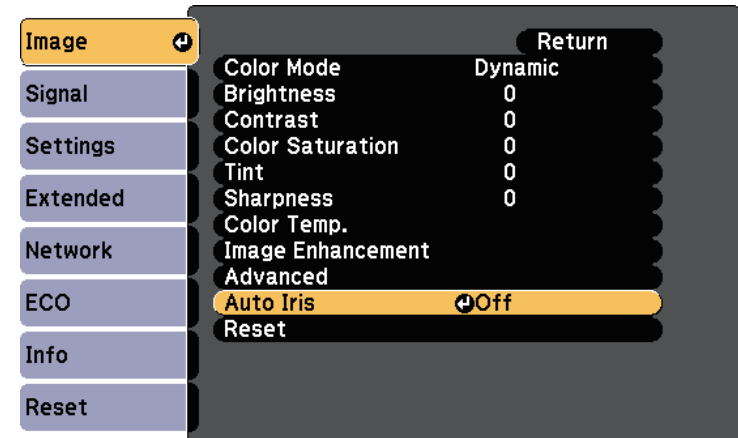 Image
Signal
Settings
Extended
Network
ECO
Info
Reset
Return
Color Mode Dynamic
Brightness 0
Contrast 0
Color Saturation 0
Tint 0
Sharpness 0
Color Temp.
Image Enhancement
Advanced
Auto Iris Off
Reset